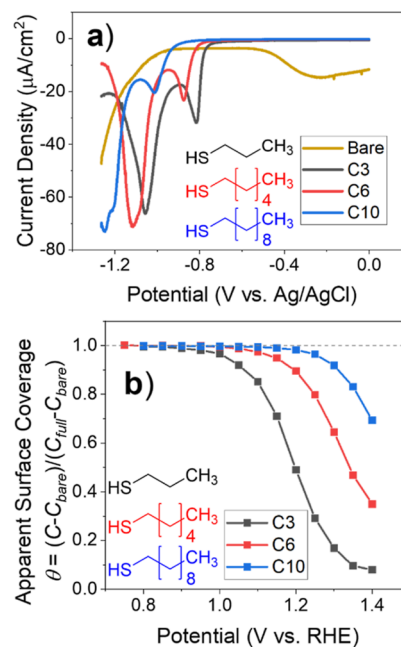 a)
Current Density (μA/cm²)
0
-20
-40
-60
-80
HS CH₃
HS [ ]₄ CH₃
HS [ ]₈ CH₃
Bare
C3
C6
C10
-1.2 -0.8 -0.4 0.0
Potential (V vs. Ag/AgCl)
b)
Apparent Surface Coverage
θ = (C-C_bare)/(C_full-C_bare)
1.0
0.8
0.6
0.4
0.2
0.0
HS CH₃
HS [ ]₄ CH₃
HS [ ]₈ CH₃
C3
C6
C10
0.8 1.0 1.2 1.4
Potential (V vs. RHE)